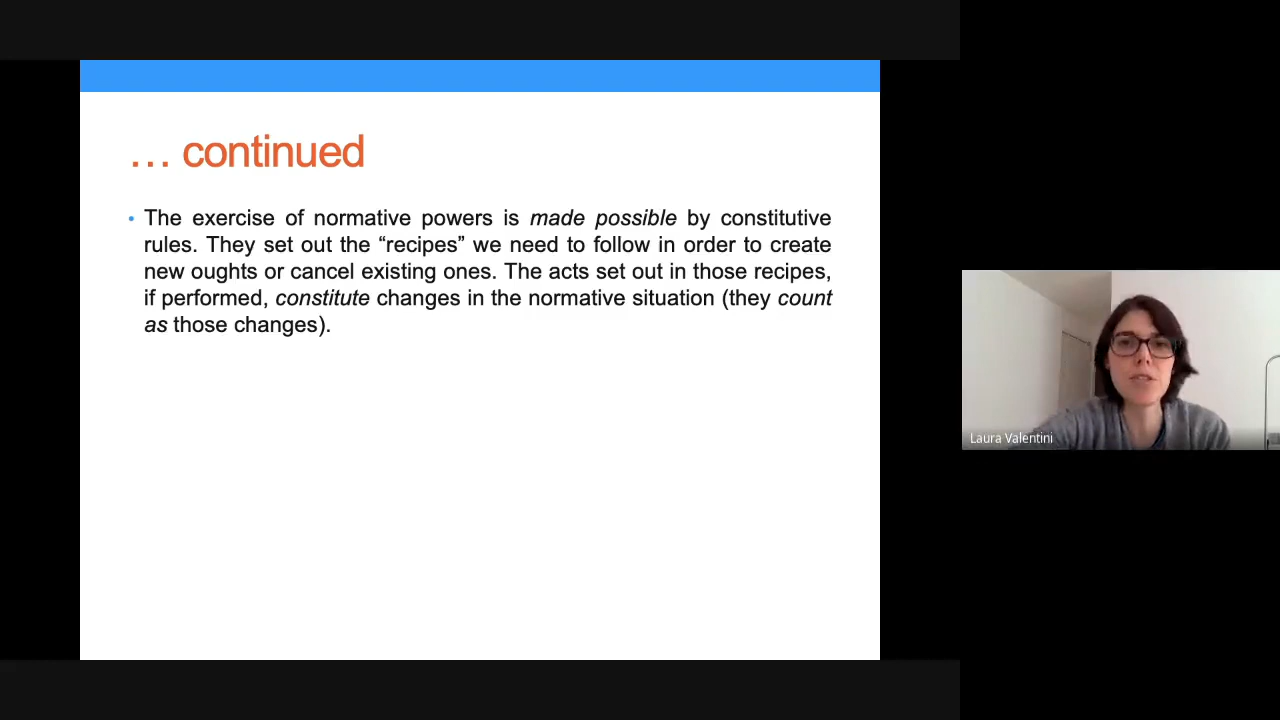 … continued
• The exercise of normative powers is made possible by constitutive
rules. They set out the “recipes” we need to follow in order to create
new oughts or cancel existing ones. The acts set out in those recipes,
if performed, constitute changes in the normative situation (they count
as those changes).
Laura Valentini